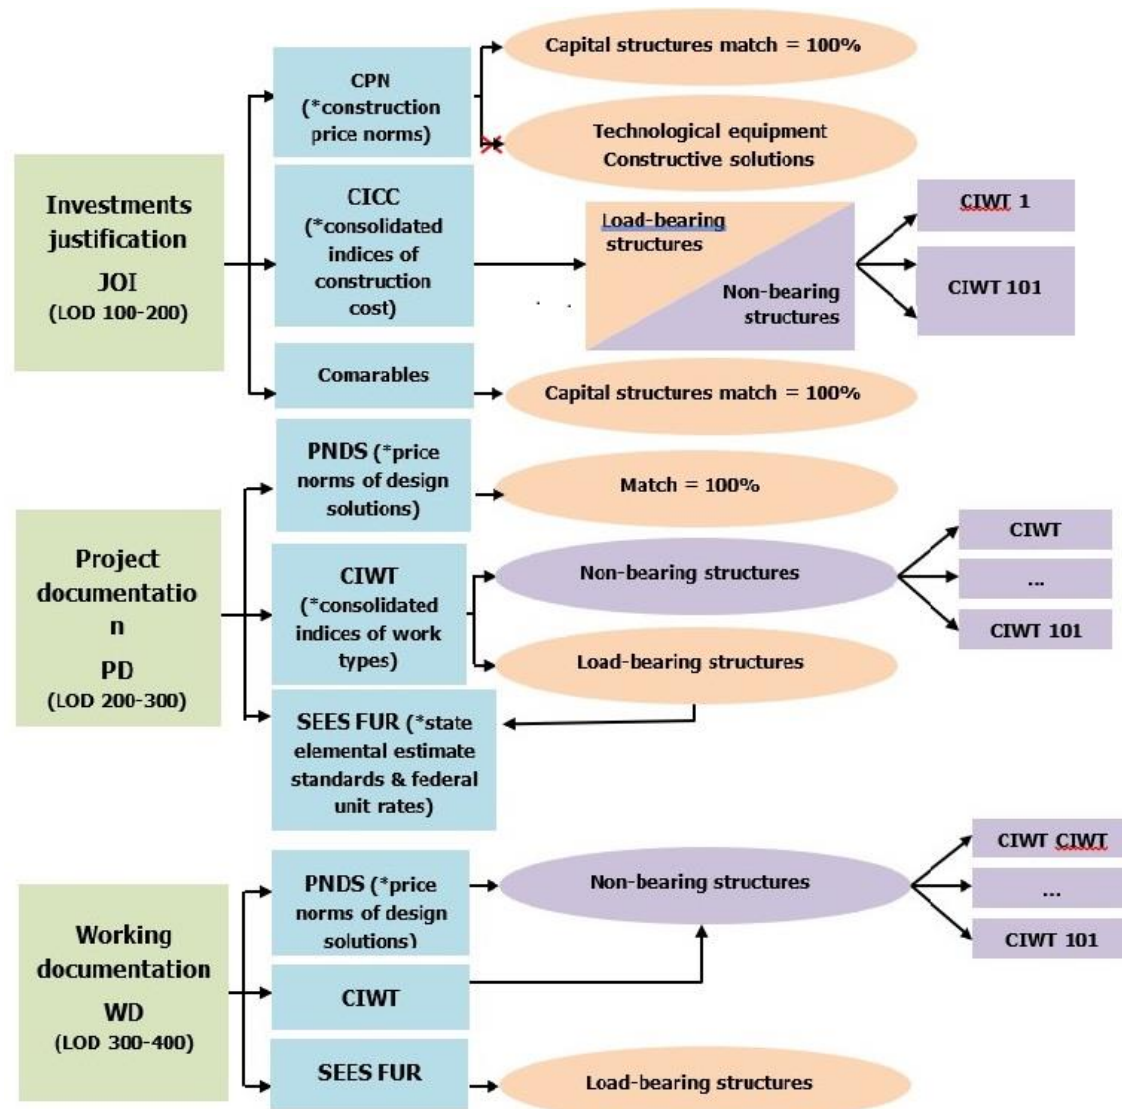 Investments
justification
JOI
(LOD 100-200)
CPN
(*construction
price norms)
Capital structures match = 100%
Technological equipment
Constructive solutions
CICC
(*consolidated
indices of
construction
cost)
Load-bearing
structures
Non-bearing
structures
CIWT 1
CIWT 101
Comarables
Capital structures match = 100%
Project
documentatio
n
PD
(LOD 200-300)
PNDS (*price
norms of design
solutions)
Match = 100%
CIWT
(*consolidated
indices of work
types)
Non-bearing structures
CIWT
...
CIWT 101
Load-bearing structures
SEES FUR (*state
elemental estimate
standards & federal
unit rates)
Working
documentation
WD
(LOD 300-400)
PNDS (*price
norms of design
solutions)
Non-bearing structures
CIWT CIWT
...
CIWT 101
CIWT
SEES FUR
Load-bearing structures